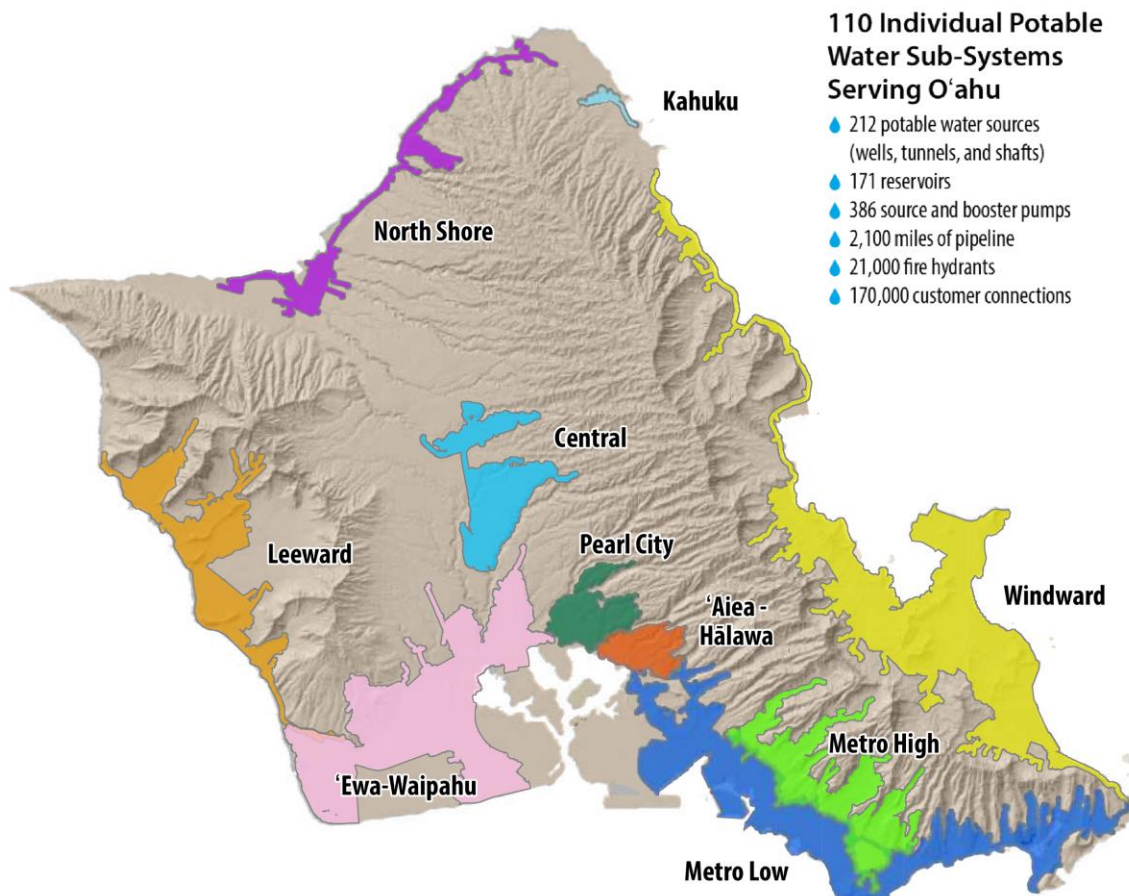 110 Individual Potable
Water Sub-Systems
Serving Oʻahu
212 potable water sources
(wells, tunnels, and shafts)
171 reservoirs
386 source and booster pumps
2,100 miles of pipeline
21,000 fire hydrants
170,000 customer connections
Kahuku
North Shore
Central
Leeward
Pearl City
ʻAiea -
Hālawa
Windward
Metro High
ʻEwa-Waipahu
Metro Low